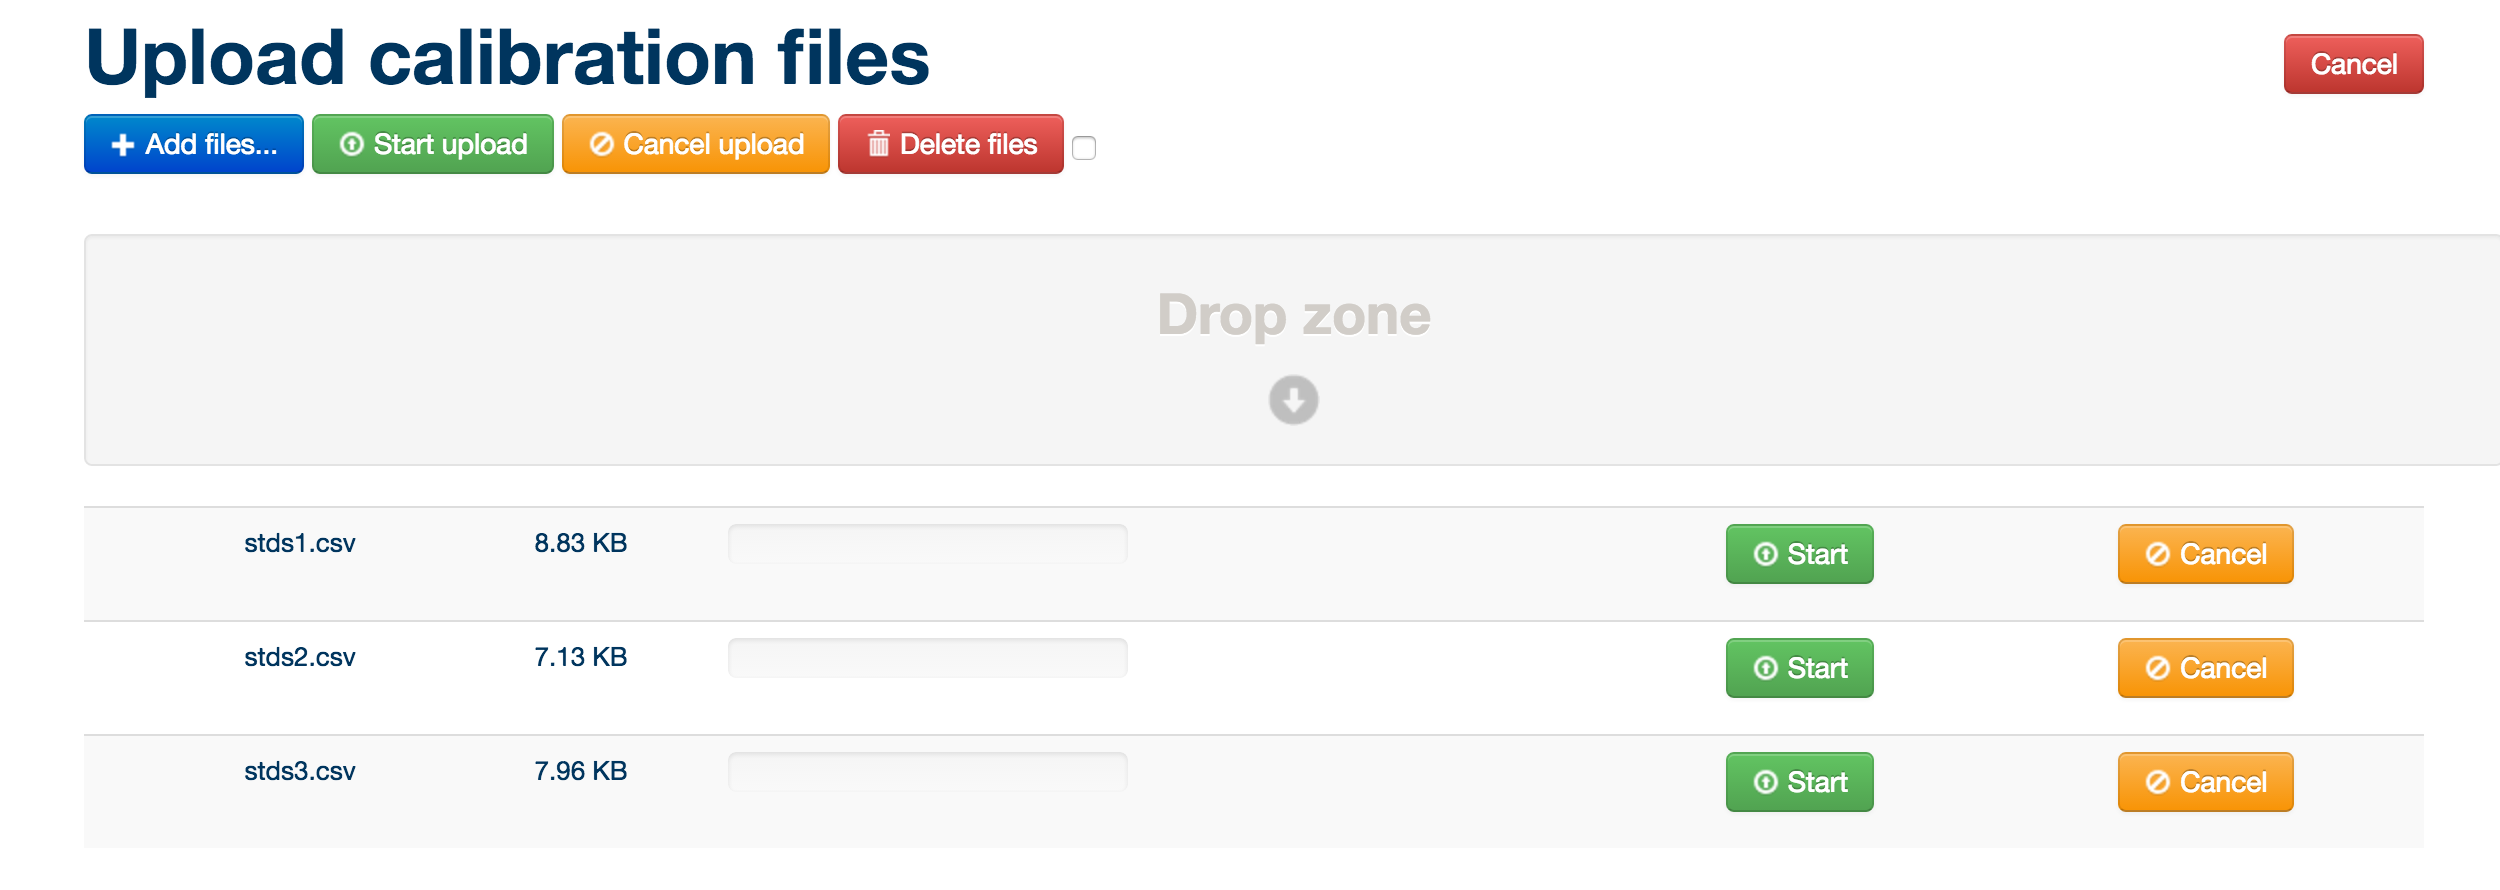 Upload calibration files
Cancel
Add files...
Start upload
Cancel upload
Delete files
Drop zone
stds1.csv 8.83 KB Start Cancel
stds2.csv 7.13 KB Start Cancel
stds3.csv 7.96 KB Start Cancel